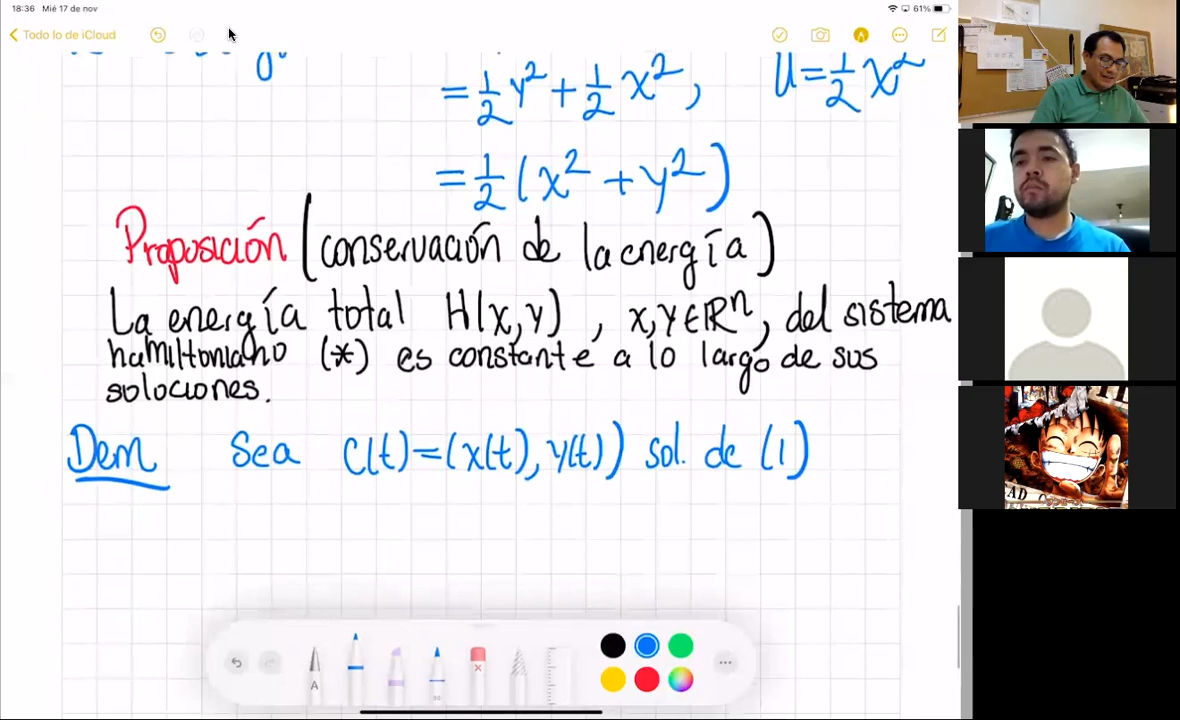 18:36 Mié 17 de nov
61%
Todo lo de iCloud
= 1/2 y² + 1/2 x² ,
U = 1/2 x²
= 1/2 ( x² + y² )
Proposición (conservación de la energía)
La energía total H(x,y) , x,y ∈ ℝⁿ, del sistema
hamiltoniano (*) es constante a lo largo de sus
soluciones.
Dem Sea C(t)=(x(t), y(t)) sol. de (1)
A